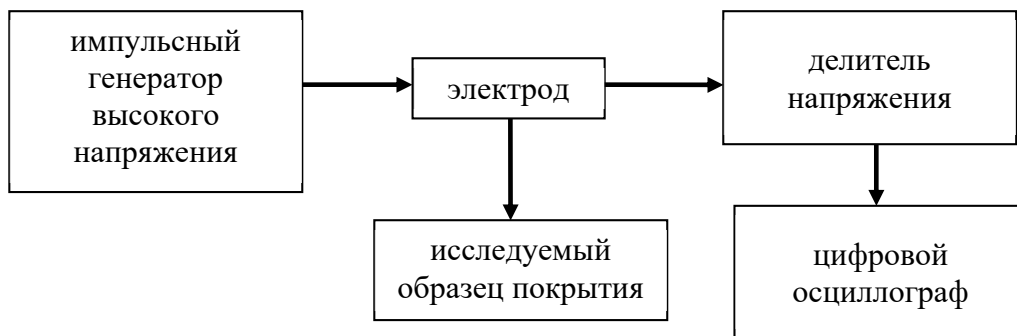 импульсный
генератор
высокого
напряжения
электрод
делитель
напряжения
исследуемый
образец покрытия
цифровой
осциллограф